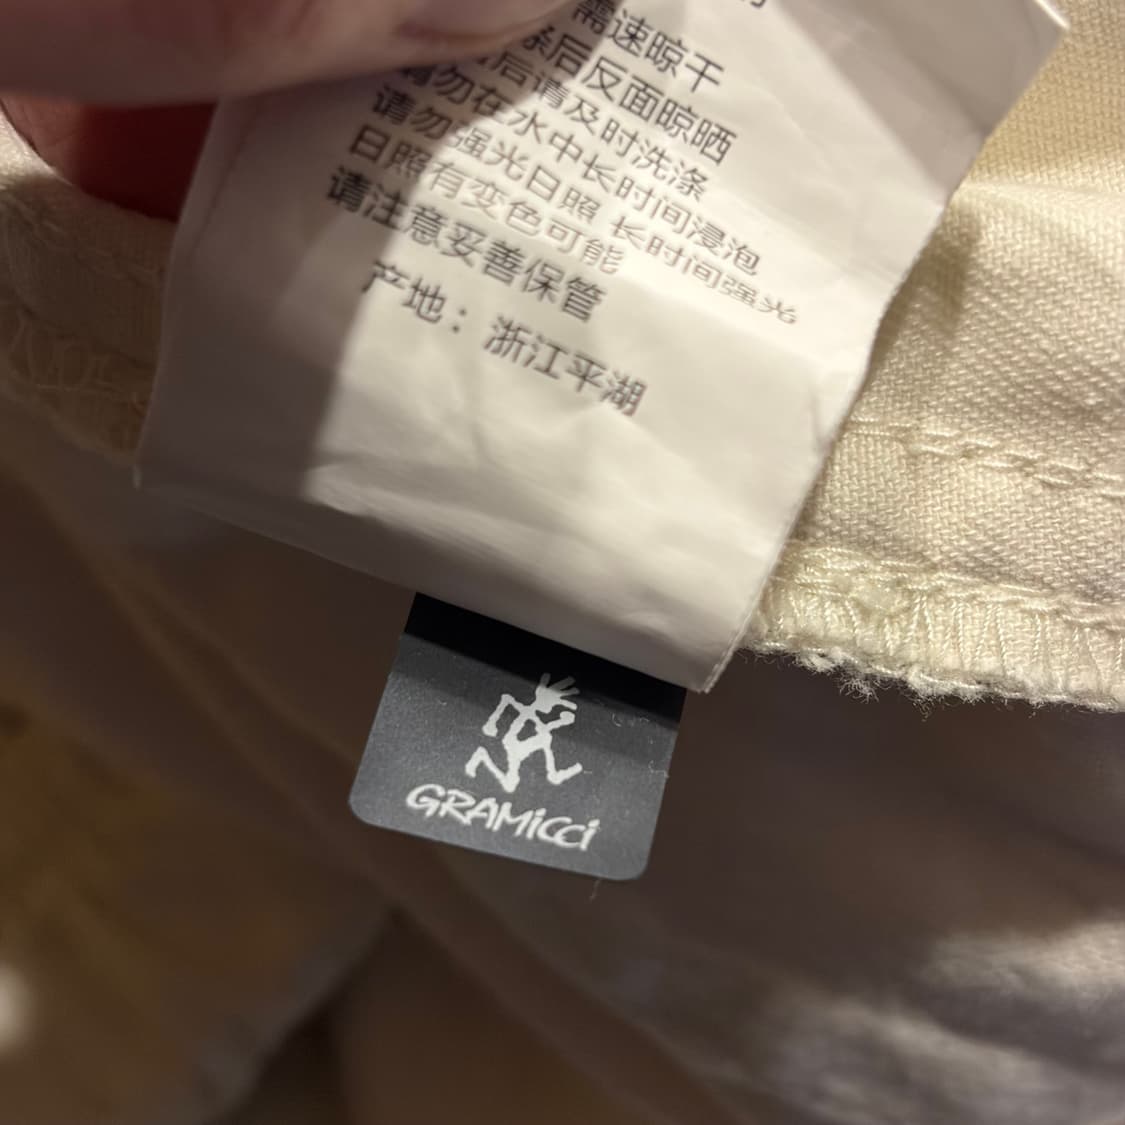 需速晾干
涤后反面晾晒
后请及时洗涤
请勿在水中长时间浸泡
请勿强光日照 长时间强光
日照有变色可能
请注意妥善保管
产地：浙江平湖
GRAMiCCi